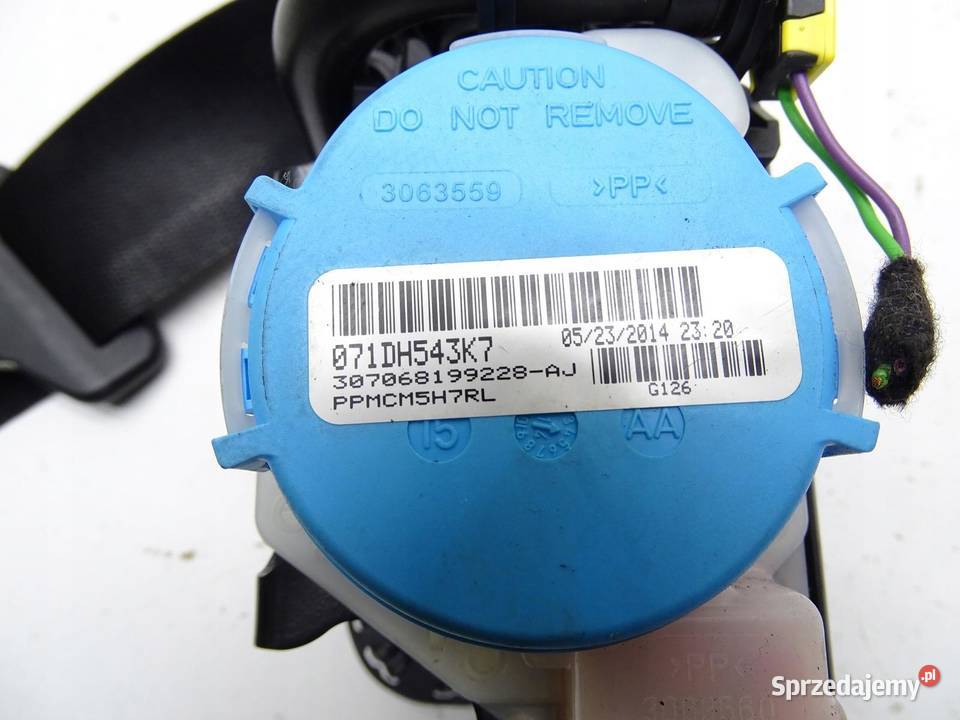 CAUTION
DO NOT REMOVE
3063559
>PP<
071DH543K7
05/23/2014 23:20
307068199228-AJ
PPMCM5H7RL
G126
15
AA
>PP<
Sprzedajemy.pl